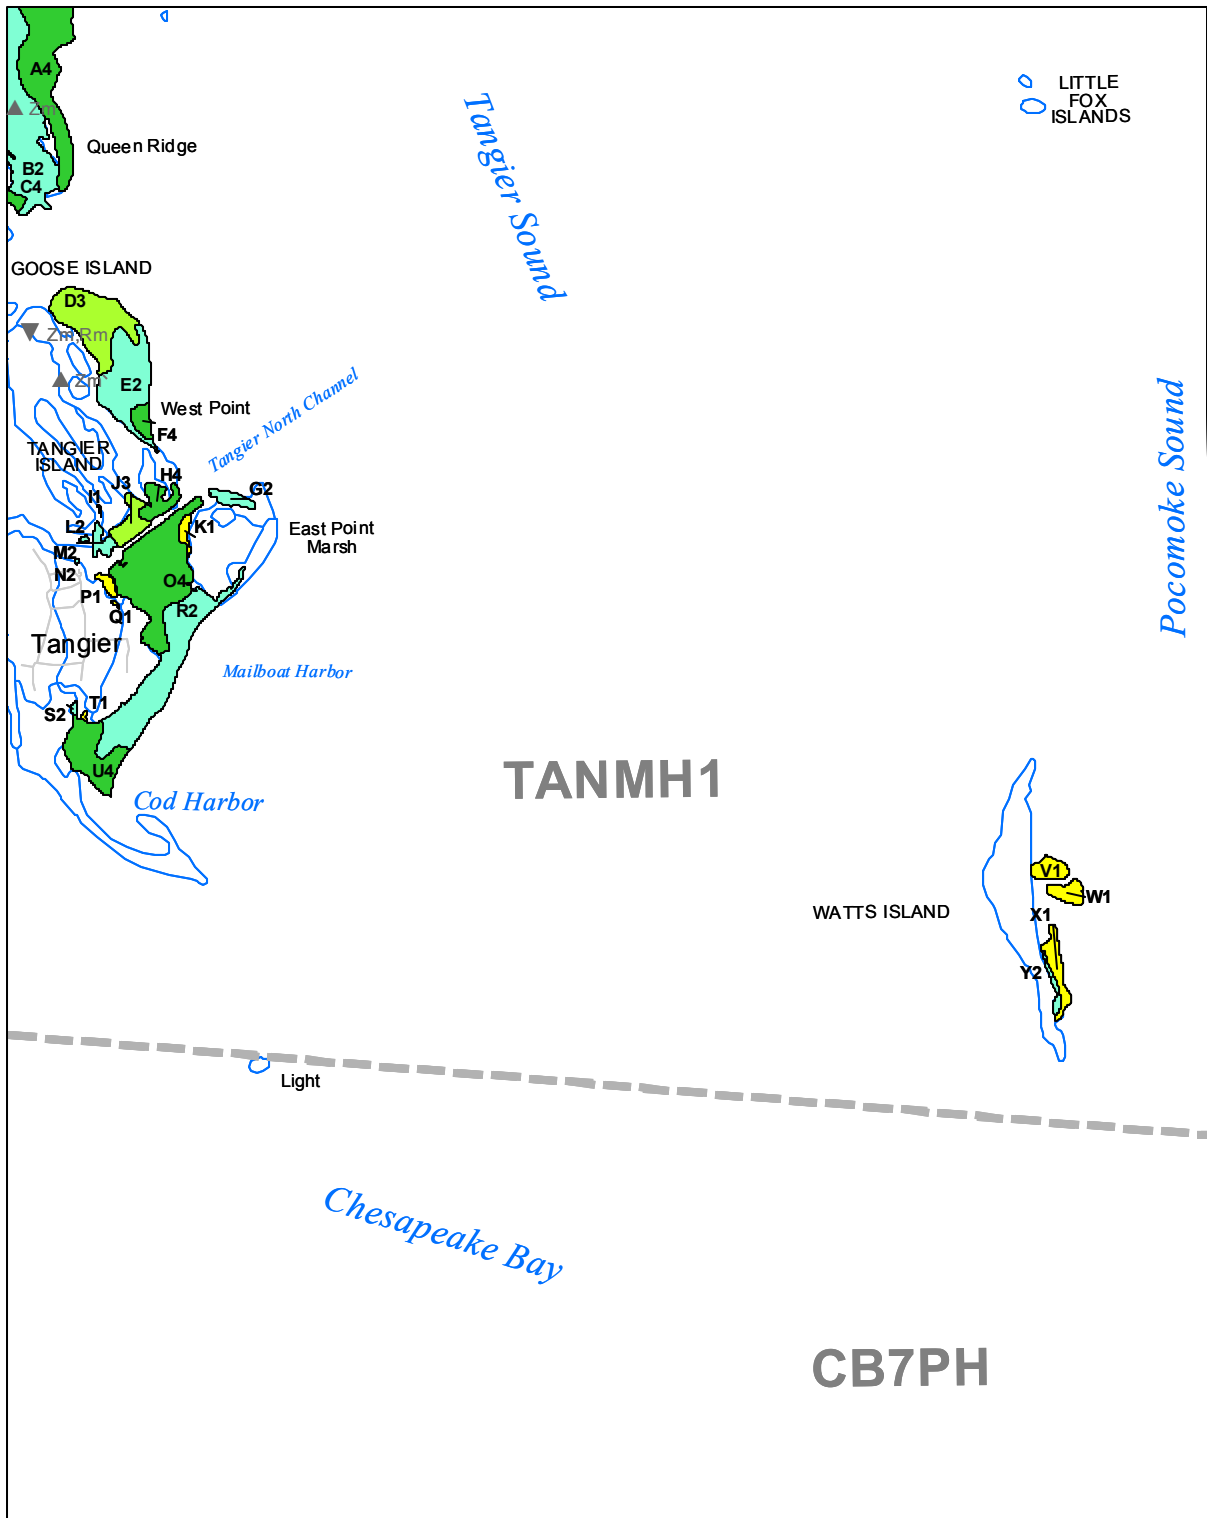 A4
Zm
Queen Ridge
B2
C4
LITTLE
FOX
ISLANDS
Tangier Sound
GOOSE ISLAND
D3
Zm,Rm
Zm
E2
West Point
F4
Tangier North Channel
Pocomoke Sound
TANGIER
ISLAND
H4
J3
I1
G2
L2
K1
East Point
Marsh
M2
N2
O4
P1
R2
Q1
Tangier
Mailboat Harbor
T1
S2
U4
TANMH1
Cod Harbor
V1
W1
WATTS ISLAND
X1
Y2
Light
Chesapeake Bay
CB7PH